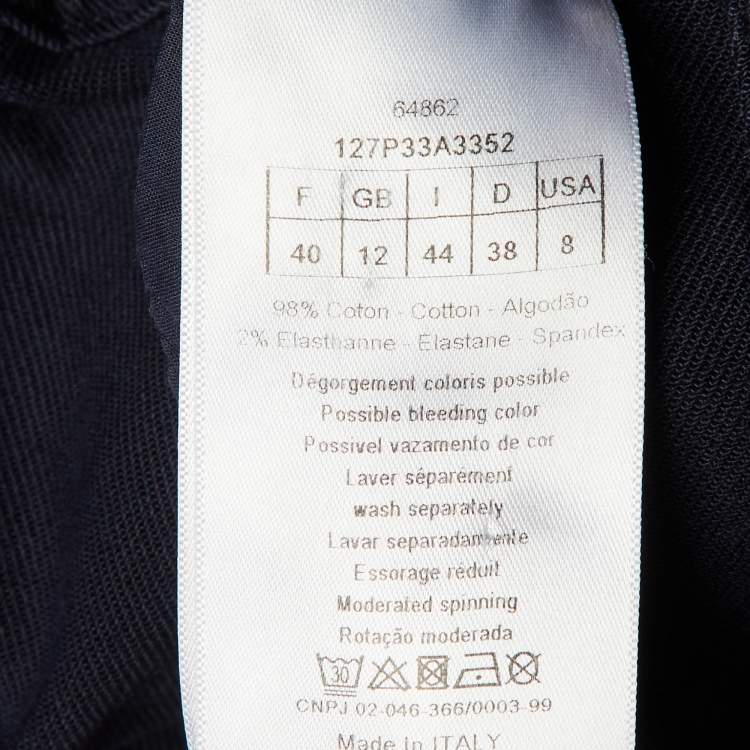 64862
127P33A3352
F GB I D USA
40 12 44 38 8
98% Coton - Cotton - Algodão
2% Elasthanne - Elastane - Spandex
Dégorgement coloris possible
Possible bleeding color
Possivel vazamento de cor
Laver séparément
wash separately
Lavar separadamente
Essorage réduit
Moderated spinning
Rotação moderada
30
CNPJ 02-046-366/0003-99
Made in ITALY